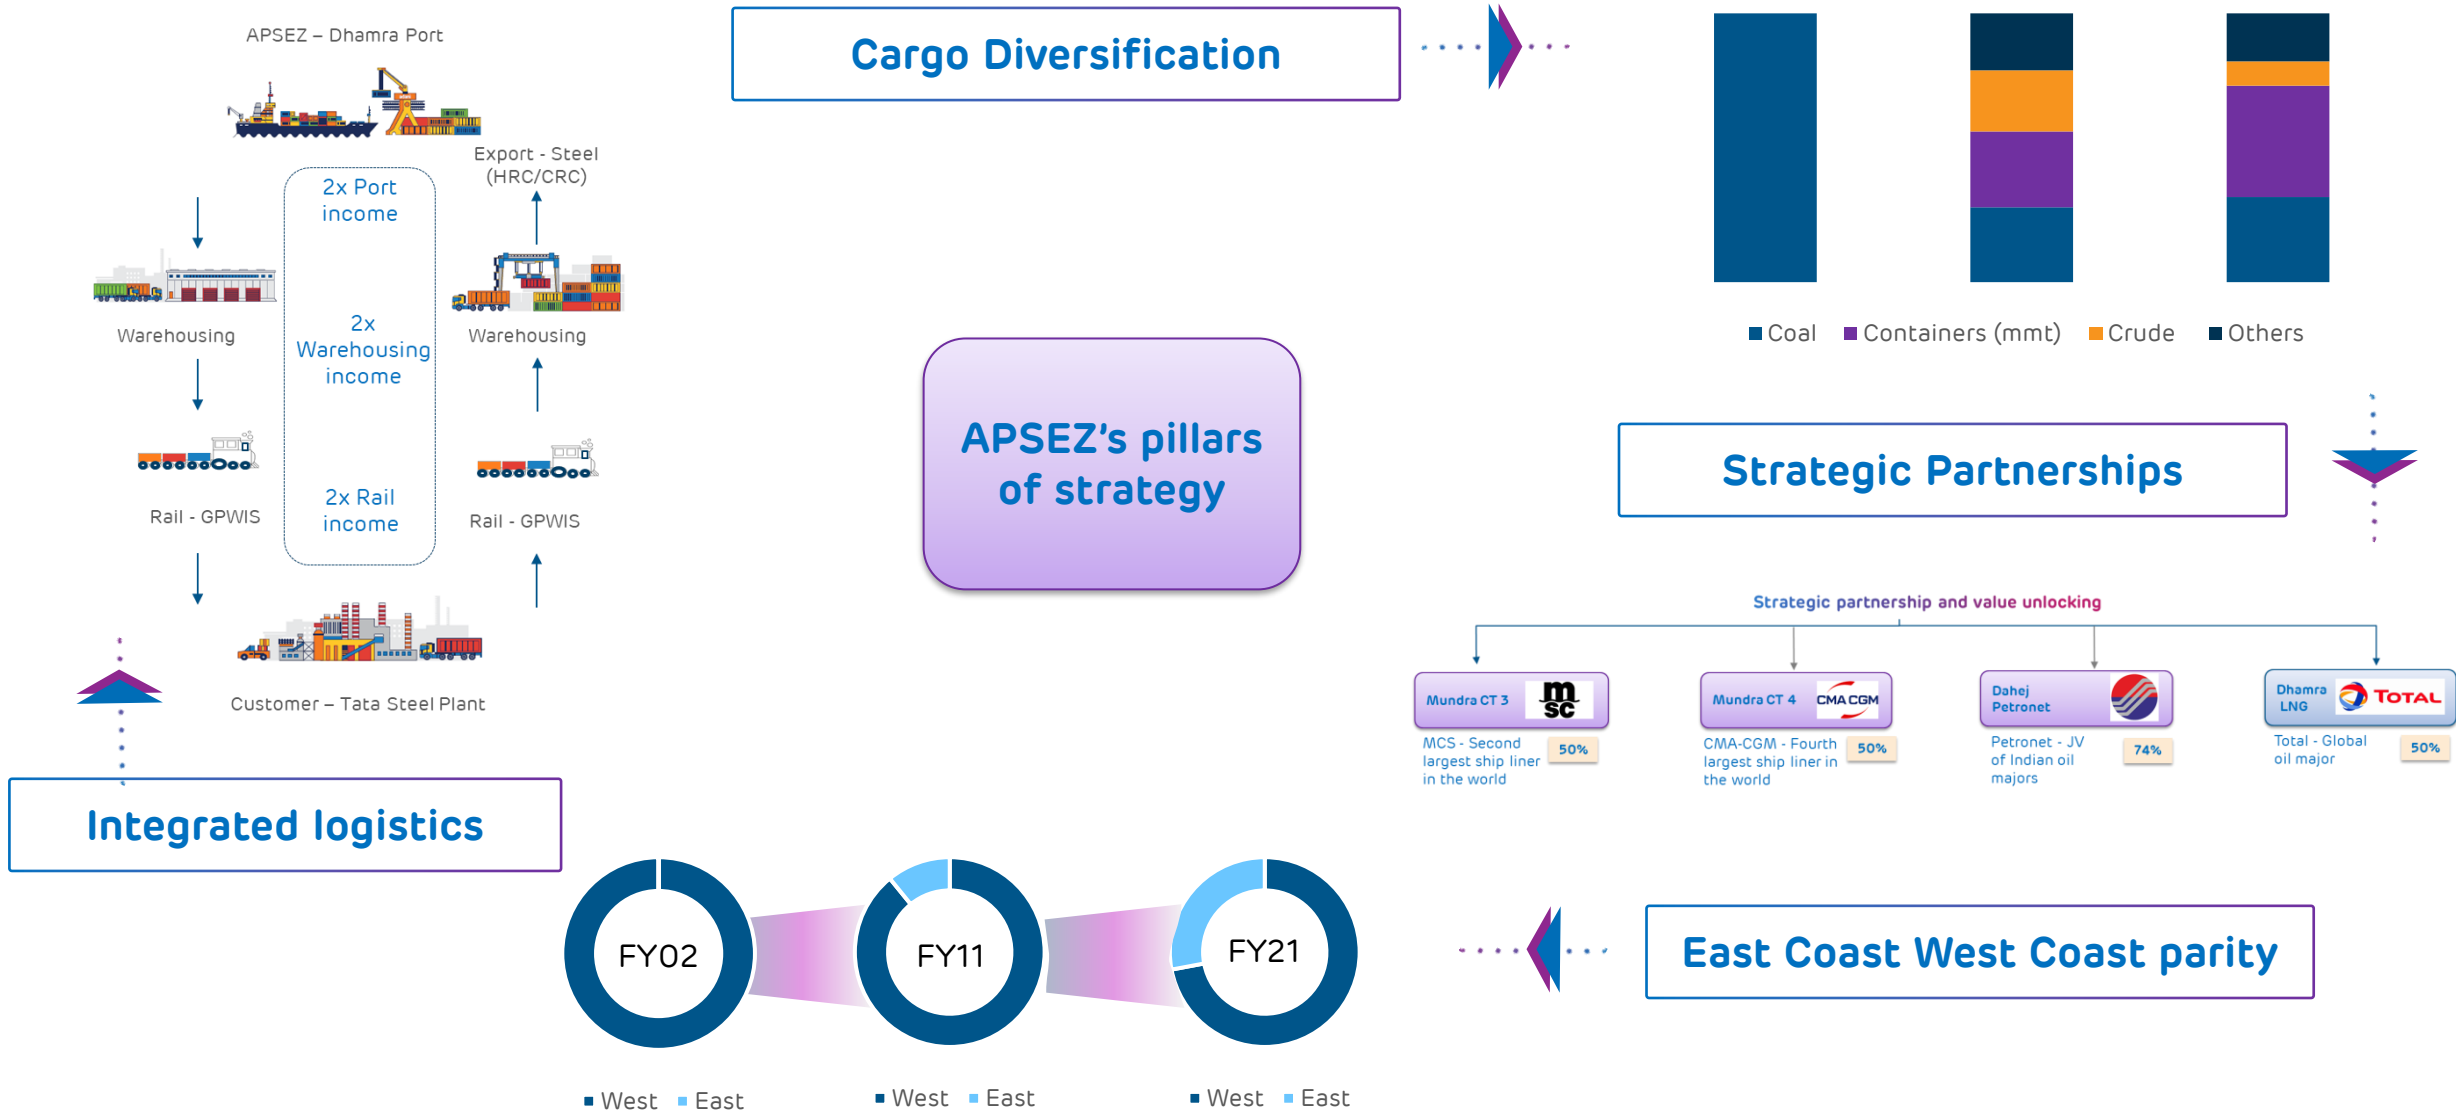 APSEZ – Dhamra Port
Export - Steel
(HRC/CRC)
2x Port
income
Warehousing
2x
Warehousing
income
Warehousing
Rail - GPWIS
2x Rail
income
Rail - GPWIS
Customer – Tata Steel Plant
Integrated logistics
Cargo Diversification
Coal
Containers (mmt)
Crude
Others
APSEZ’s pillars
of strategy
Strategic Partnerships
Strategic partnership and value unlocking
Mundra CT 3
m
SC
MCS - Second
largest ship liner
in the world
50%
Mundra CT 4
CMA CGM
CMA-CGM - Fourth
largest ship liner in
the world
50%
Dahej
Petronet
Petronet - JV
of Indian oil
majors
74%
Dhamra
LNG
TOTAL
Total - Global
oil major
50%
East Coast West Coast parity
FY02
West
East
FY11
West
East
FY21
West
East